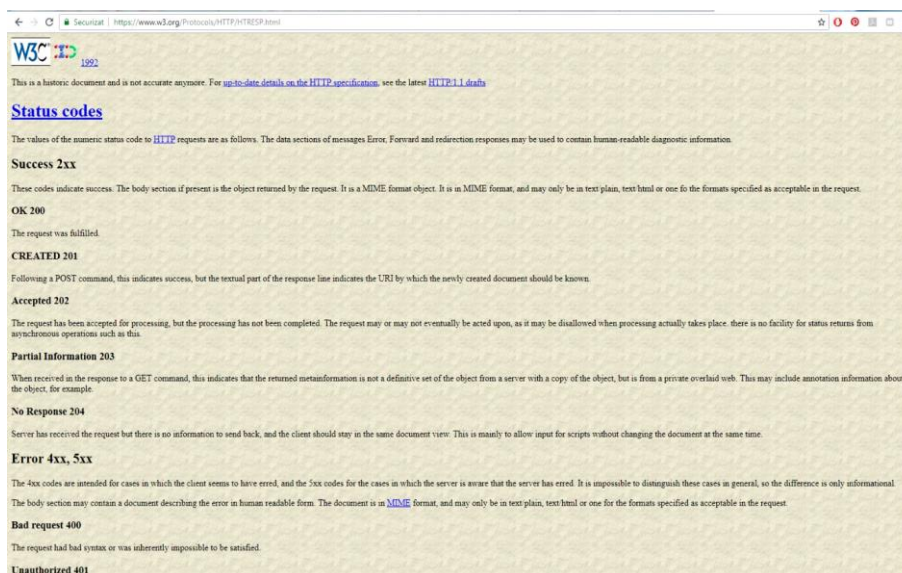 Securizat https://www.w3.org/Protocols/HTTP/HTRESP.html
W3C 1992
This is a historic document and is not accurate anymore. For up-to-date details on the HTTP specification, see the latest HTTP/1.1 drafts
Status codes
The values of the numeric status code to HTTP requests are as follows. The data sections of messages Error, Forward and redirection responses may be used to contain human-readable diagnostic information.
Success 2xx
These codes indicate success. The body section if present is the object returned by the request. It is a MIME format object. It is in MIME format, and may only be in text/plain, text/html or one fo the formats specified as acceptable in the request.
OK 200
The request was fulfilled.
CREATED 201
Following a POST command, this indicates success, but the textual part of the response line indicates the URI by which the newly created document should be known.
Accepted 202
The request has been accepted for processing, but the processing has not been completed. The request may or may not eventually be acted upon, as it may be disallowed when processing actually takes place. there is no facility for status returns from
asynchronous operations such as this.
Partial Information 203
When received in the response to a GET command, this indicates that the returned metainformation is not a definitive set of the object from a server with a copy of the object, but is from a private overlaid web. This may include annotation information about
the object, for example.
No Response 204
Server has received the request but there is no information to send back, and the client should stay in the same document view. This is mainly to allow input for scripts without changing the document at the same time.
Error 4xx, 5xx
The 4xx codes are intended for cases in which the client seems to have erred, and the 5xx codes for the cases in which the server is aware that the server has erred. It is impossible to distinguish these cases in general, so the difference is only informational.
The body section may contain a document describing the error in human readable form. The document is in MIME format, and may only be in text/plain, text/html or one for the formats specified as acceptable in the request.
Bad request 400
The request had bad syntax or was inherently impossible to be satisfied.
Unauthorized 401